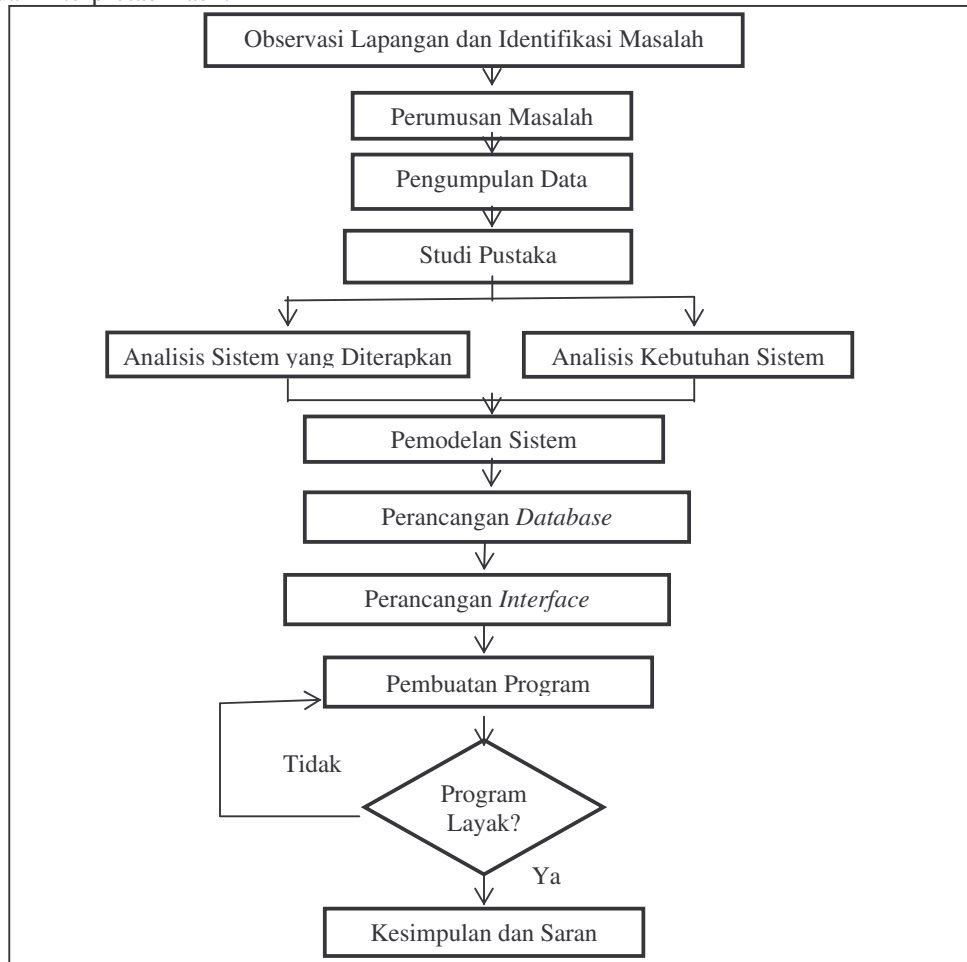 Observasi Lapangan dan Identifikasi Masalah
Perumusan Masalah
Pengumpulan Data
Studi Pustaka
Analisis Sistem yang Diterapkan
Analisis Kebutuhan Sistem
Pemodelan Sistem
Perancangan Database
Perancangan Interface
Pembuatan Program
Tidak
Program
Layak?
Ya
Kesimpulan dan Saran